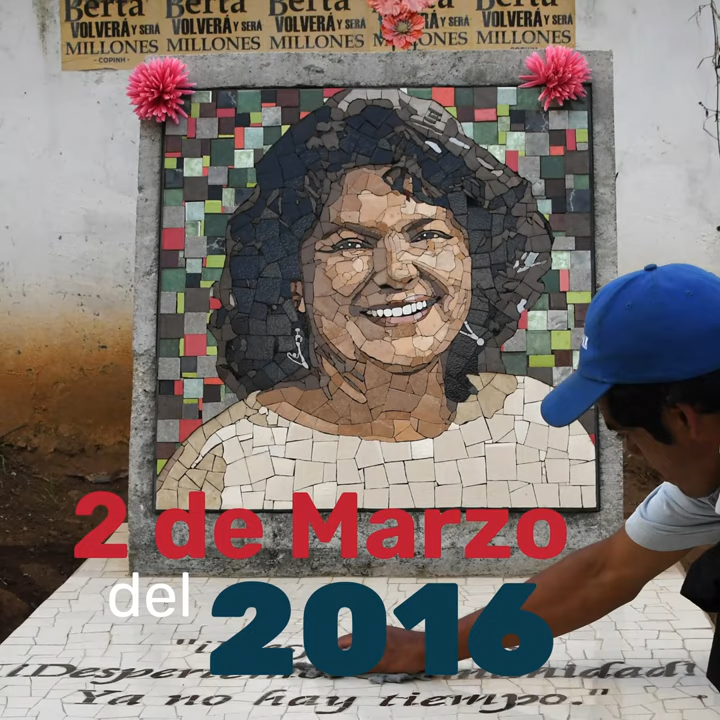 Berta Berta Berta Berta
VOLVERÁ Y SERÁ VOLVERÁ Y SERÁ VOLVERÁ Y SERÁ VOLVERÁ Y SERÁ
MILLONES MILLONES MILLONES MILLONES
- COPINH -
2 de Marzo
del 2016
¡Despertemos
Ya no hay tiempo."